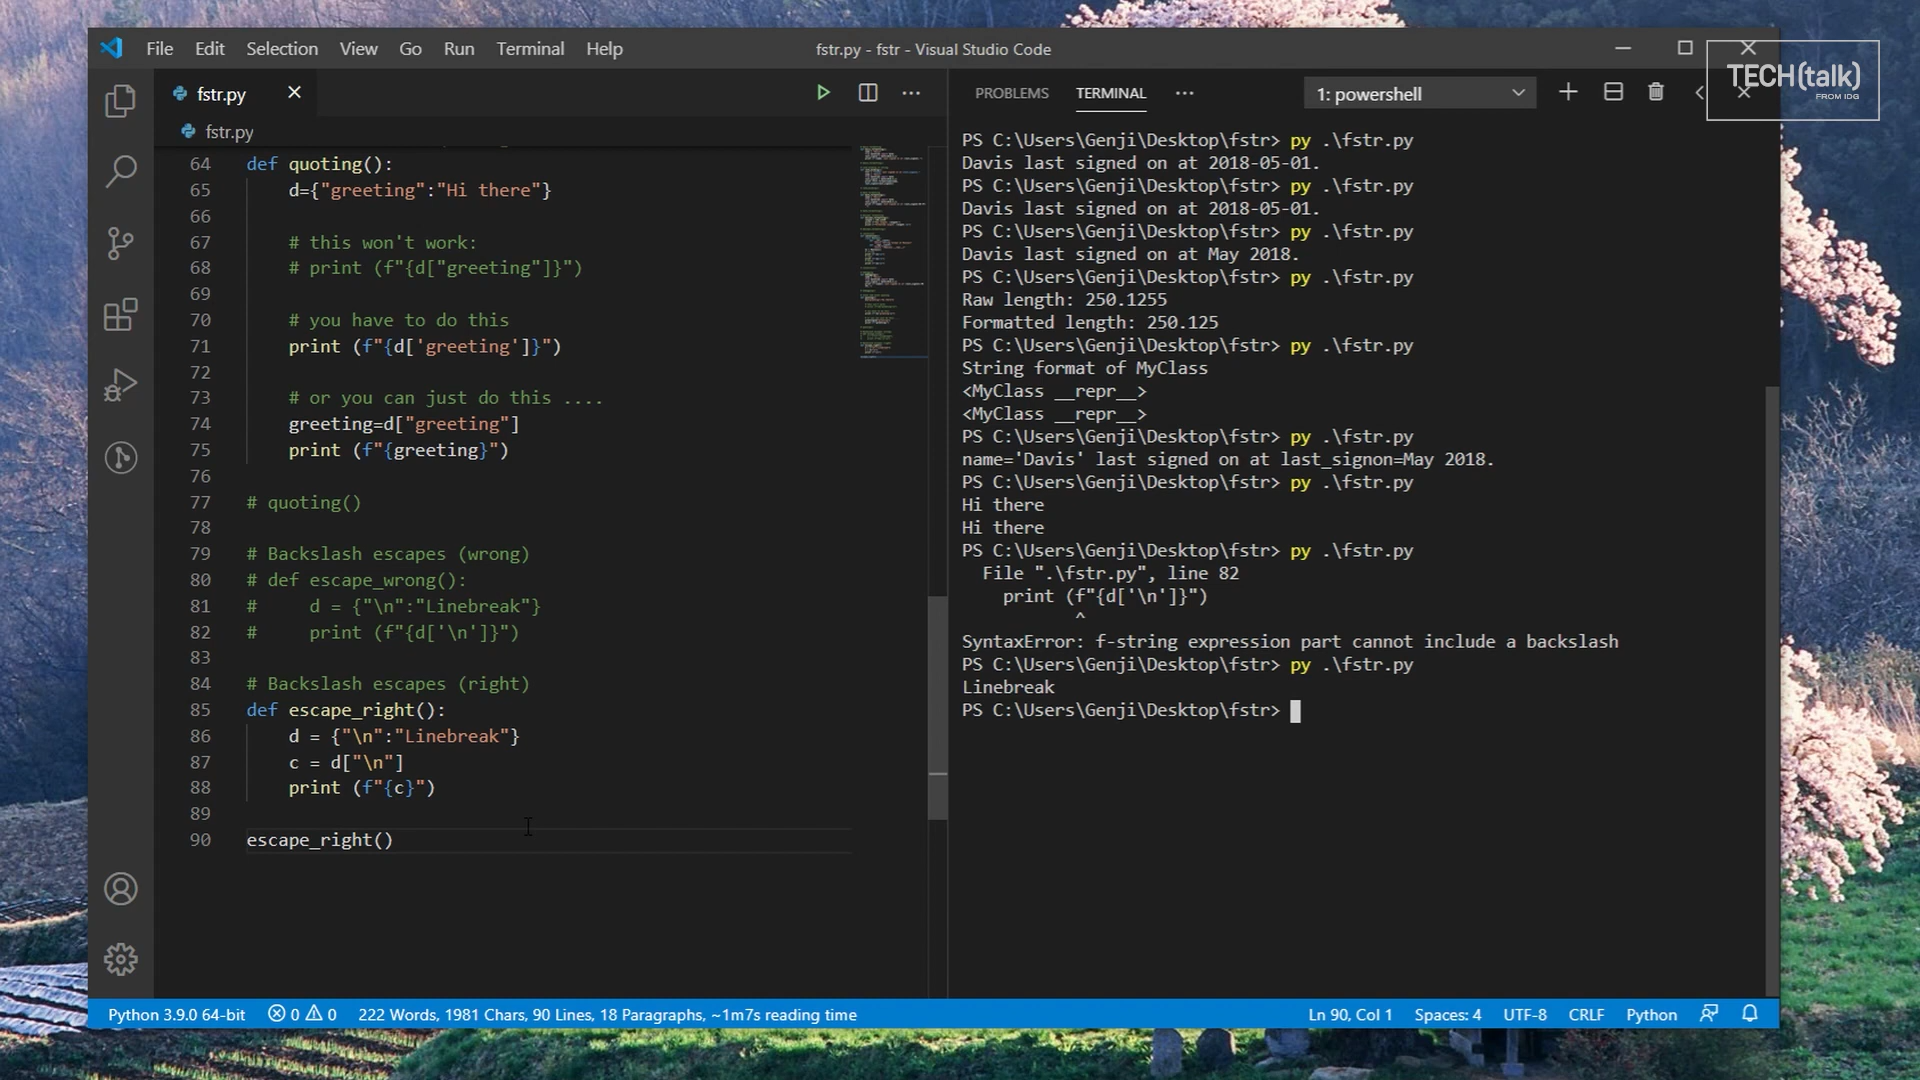 File Edit Selection View Go Run Terminal Help
fstr.py - fstr - Visual Studio Code
TECH(talk)
FROM IDG
fstr.py
fstr.py
64 def quoting():
65 d={"greeting":"Hi there"}
66
67 # this won't work:
68 # print (f"{d["greeting"]}")
69
70 # you have to do this
71 print (f"{d['greeting']}")
72
73 # or you can just do this ....
74 greeting=d["greeting"]
75 print (f"{greeting}")
76
77 # quoting()
78
79 # Backslash escapes (wrong)
80 # def escape_wrong():
81 # d = {"\n":"Linebreak"}
82 # print (f"{d['\n']}")
83
84 # Backslash escapes (right)
85 def escape_right():
86 d = {"\n":"Linebreak"}
87 c = d["\n"]
88 print (f"{c}")
89
90 escape_right()
PROBLEMS TERMINAL 1: powershell
PS C:\Users\Genji\Desktop\fstr> py .\fstr.py
Davis last signed on at 2018-05-01.
PS C:\Users\Genji\Desktop\fstr> py .\fstr.py
Davis last signed on at 2018-05-01.
PS C:\Users\Genji\Desktop\fstr> py .\fstr.py
Davis last signed on at May 2018.
PS C:\Users\Genji\Desktop\fstr> py .\fstr.py
Raw length: 250.1255
Formatted length: 250.125
PS C:\Users\Genji\Desktop\fstr> py .\fstr.py
String format of MyClass
<MyClass __repr__>
<MyClass __repr__>
PS C:\Users\Genji\Desktop\fstr> py .\fstr.py
name='Davis' last signed on at last_signon=May 2018.
PS C:\Users\Genji\Desktop\fstr> py .\fstr.py
Hi there
Hi there
PS C:\Users\Genji\Desktop\fstr> py .\fstr.py
File ".\fstr.py", line 82
print (f"{d['\n']}")
^
SyntaxError: f-string expression part cannot include a backslash
PS C:\Users\Genji\Desktop\fstr> py .\fstr.py
Linebreak
PS C:\Users\Genji\Desktop\fstr>
Python 3.9.0 64-bit 0 0 222 Words, 1981 Chars, 90 Lines, 18 Paragraphs, ~1m7s reading time Ln 90, Col 1 Spaces: 4 UTF-8 CRLF Python